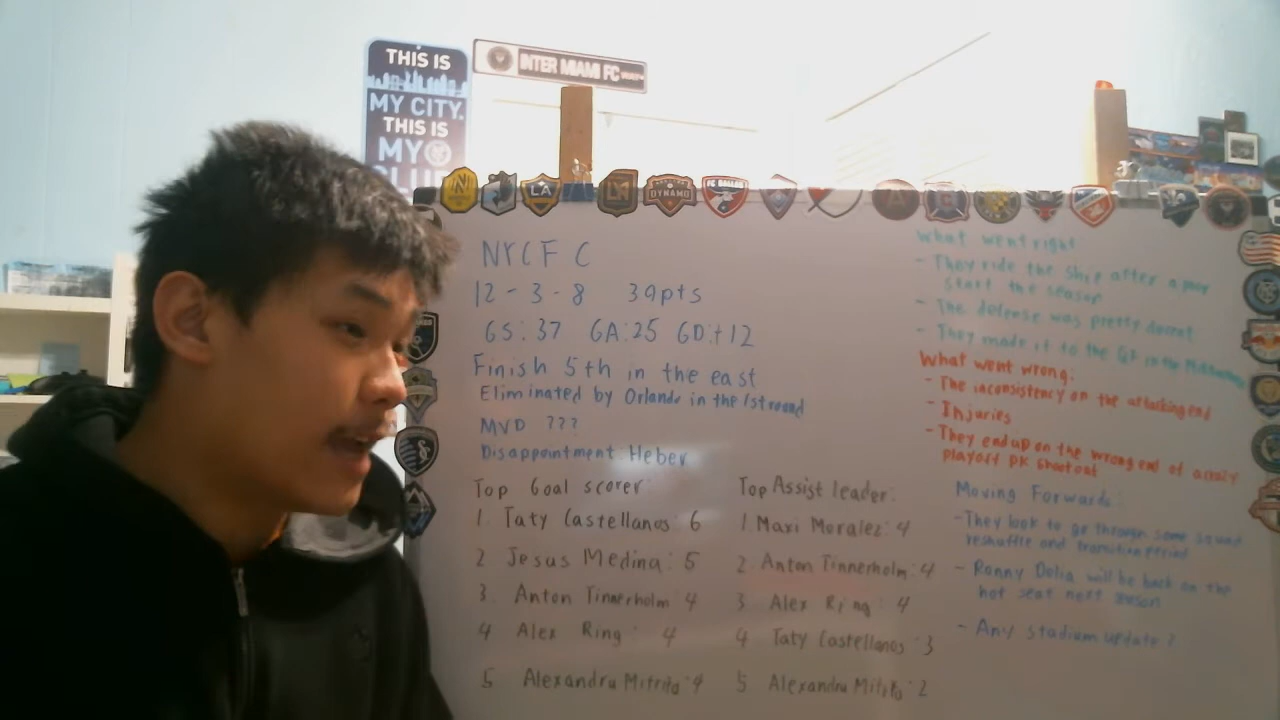 THIS IS
MY CITY.
THIS IS
MY
CLUB
INTER MIAMI FC
LA
DYNAMO
FC DALLAS
NYCFC
12-3-8 39pts
GS: 37 GA: 25 GD: +12
Finish 5th in the east
Eliminated by Orlando in the 1st round
MVP ???
Disappointment: Heber
Top Goal scorer
1. Taty Castellanos: 6
2 Jesus Medina: 5
3. Anton Tinnerholm 4
4 Alex Ring 4
5 Alexandru Mitrita 4
Top Assist leader:
1. Maxi Moralez: 4
2. Anton Tinnerholm: 4
3 Alex Ring: 4
4 Taty Castellanos: 3
5 Alexandru Mitrita: 2
What went right
- They ride the ship after a poor
start the season
- The defense was pretty decent
- They made it to the QF in the
What went wrong:
- The inconsistency on the attacking end
- Injuries
- They end up on the wrong end of a crazy
playoff PK shootout
Moving Forwards:
- They look to go through some squad
reshuffle and transition period
- Ronny Delia will be back on the
hot seat next season
- Any stadium update?